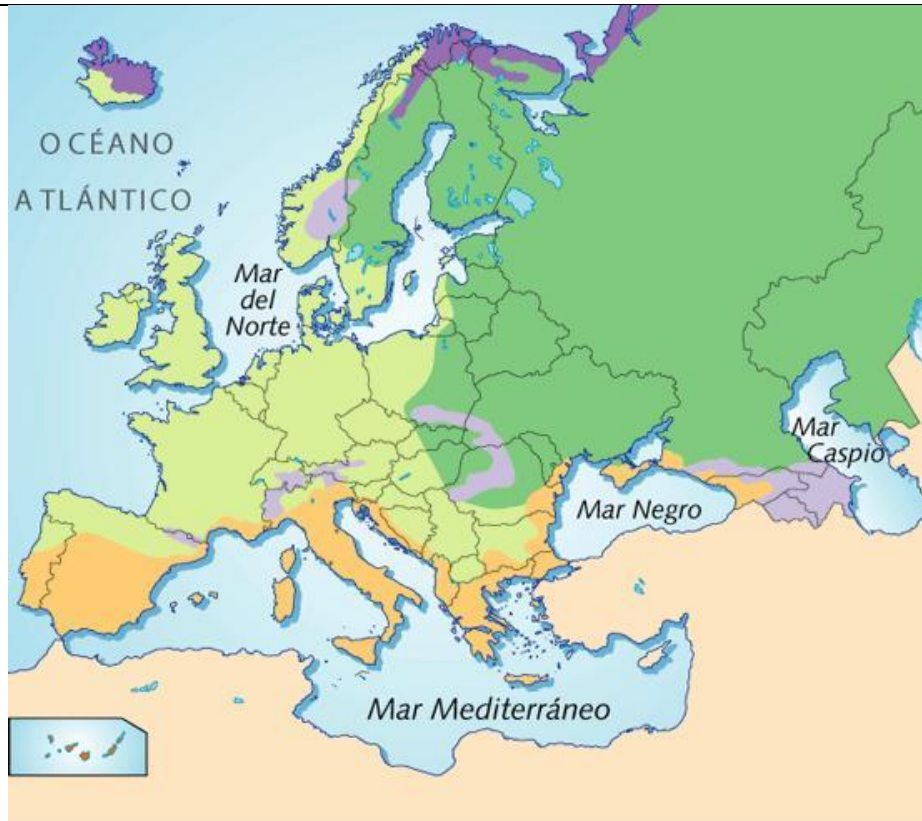 OCÉANO
ATLÁNTICO
Mar
del
Norte
Mar
Caspio
Mar Negro
Mar Mediterráneo